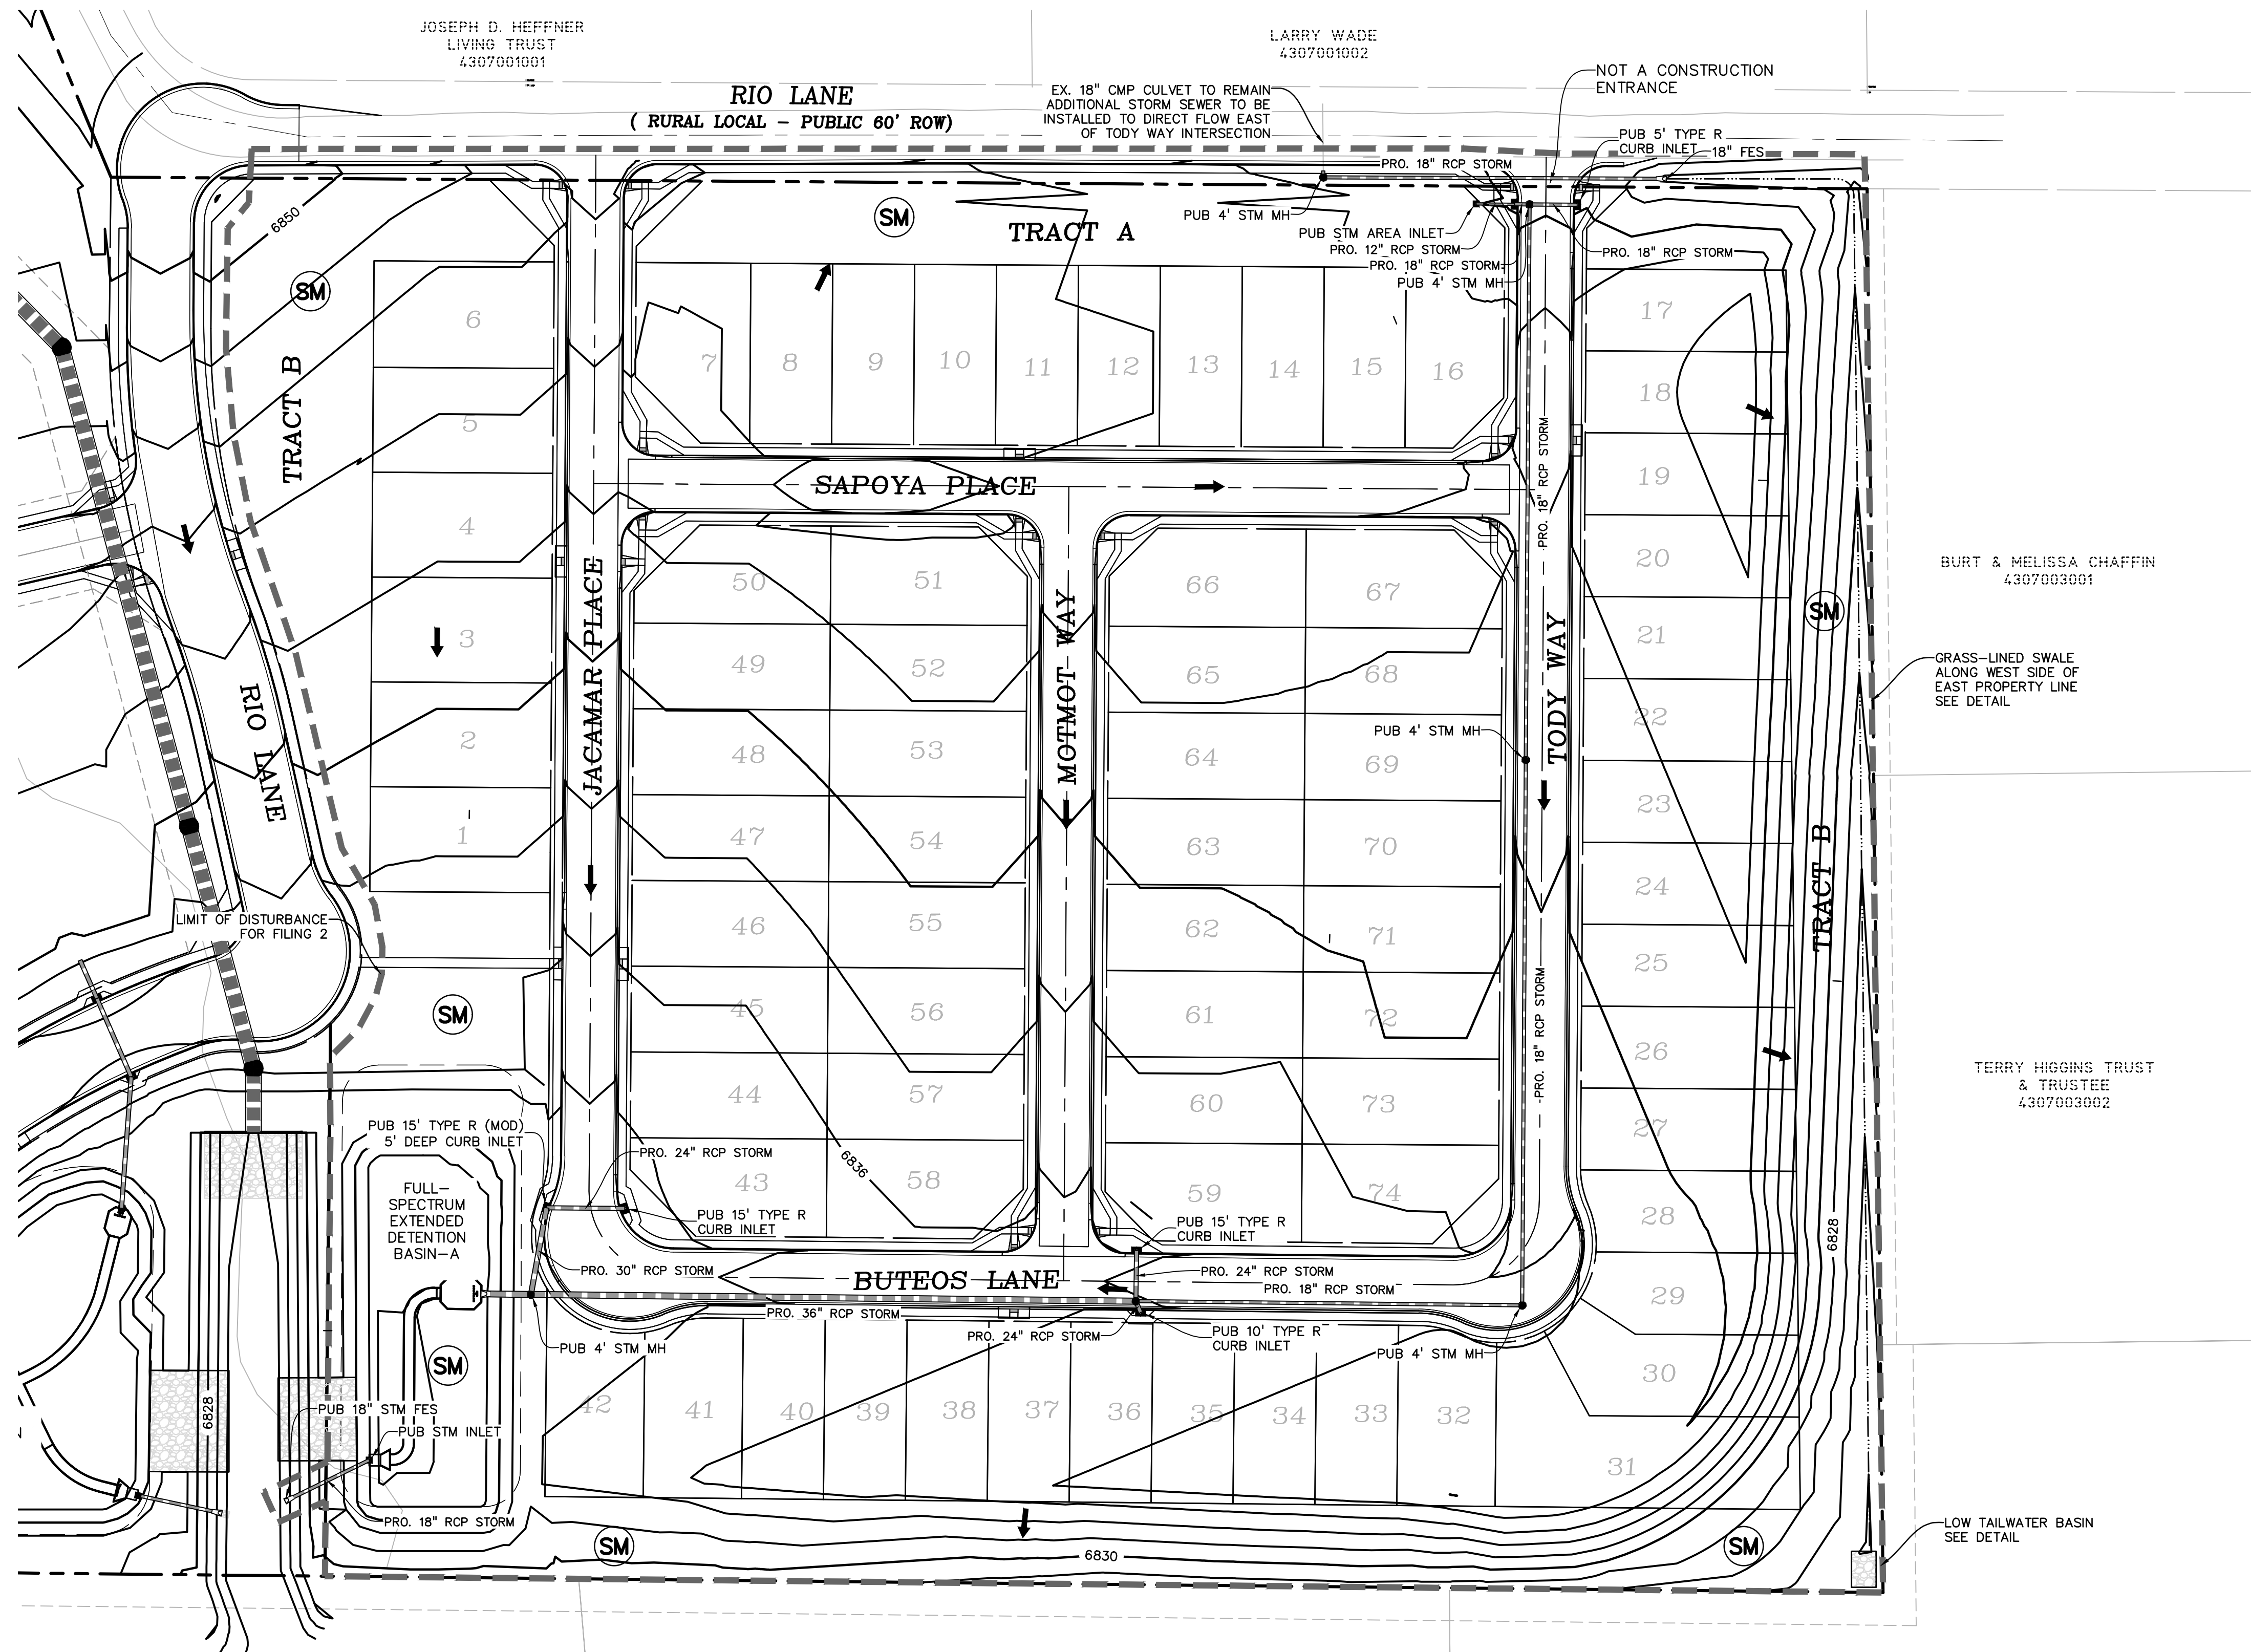 JOSEPH D. HEFFNER
LIVING TRUST
4307001001
LARRY WADE
4307001002
RIO LANE
( RURAL LOCAL – PUBLIC 60' ROW)
EX. 18" CMP CULVET TO REMAIN
ADDITIONAL STORM SEWER TO BE
INSTALLED TO DIRECT FLOW EAST
OF TODY WAY INTERSECTION
NOT A CONSTRUCTION
ENTRANCE
PUB 5' TYPE R
CURB INLET
18" FES
PRO. 18" RCP STORM
PUB 4' STM MH
PUB STM AREA INLET
PRO. 12" RCP STORM
PRO. 18" RCP STORM
PUB 4' STM MH
PRO. 18" RCP STORM
6850
SM
SM
TRACT A
TRACT B
6
5
4
3
2
1
7
8
9
10
11
12
13
14
15
16
17
18
19
20
21
22
23
24
25
26
27
28
29
30
31
SAPOYA PLACE
JACAMAR PLACE
MOTMOT WAY
TODY WAY
RIO LANE
PRO. 18" RCP STORM
PUB 4' STM MH
PRO. 18" RCP STORM
50
51
49
52
48
53
47
54
46
55
45
56
44
57
43
58
66
67
65
68
64
69
63
70
62
71
61
72
60
73
59
74
SM
TRACT B
BURT & MELISSA CHAFFIN
4307003001
GRASS–LINED SWALE
ALONG WEST SIDE OF
EAST PROPERTY LINE
SEE DETAIL
TERRY HIGGINS TRUST
& TRUSTEE
4307003002
LIMIT OF DISTURBANCE
FOR FILING 2
SM
PUB 15' TYPE R (MOD)
5' DEEP CURB INLET
PRO. 24" RCP STORM
6836
FULL–
SPECTRUM
EXTENDED
DETENTION
BASIN–A
PUB 15' TYPE R
CURB INLET
PUB 15' TYPE R
CURB INLET
PRO. 30" RCP STORM
BUTEOS LANE
PRO. 24" RCP STORM
PRO. 18" RCP STORM
PRO. 36" RCP STORM
PRO. 24" RCP STORM
PUB 10' TYPE R
CURB INLET
PUB 4' STM MH
PUB 4' STM MH
6828
SM
42
41
40
39
38
37
36
35
34
33
32
6828
PUB 18" STM FES
PUB STM INLET
PRO. 18" RCP STORM
SM
6830
SM
LOW TAILWATER BASIN
SEE DETAIL